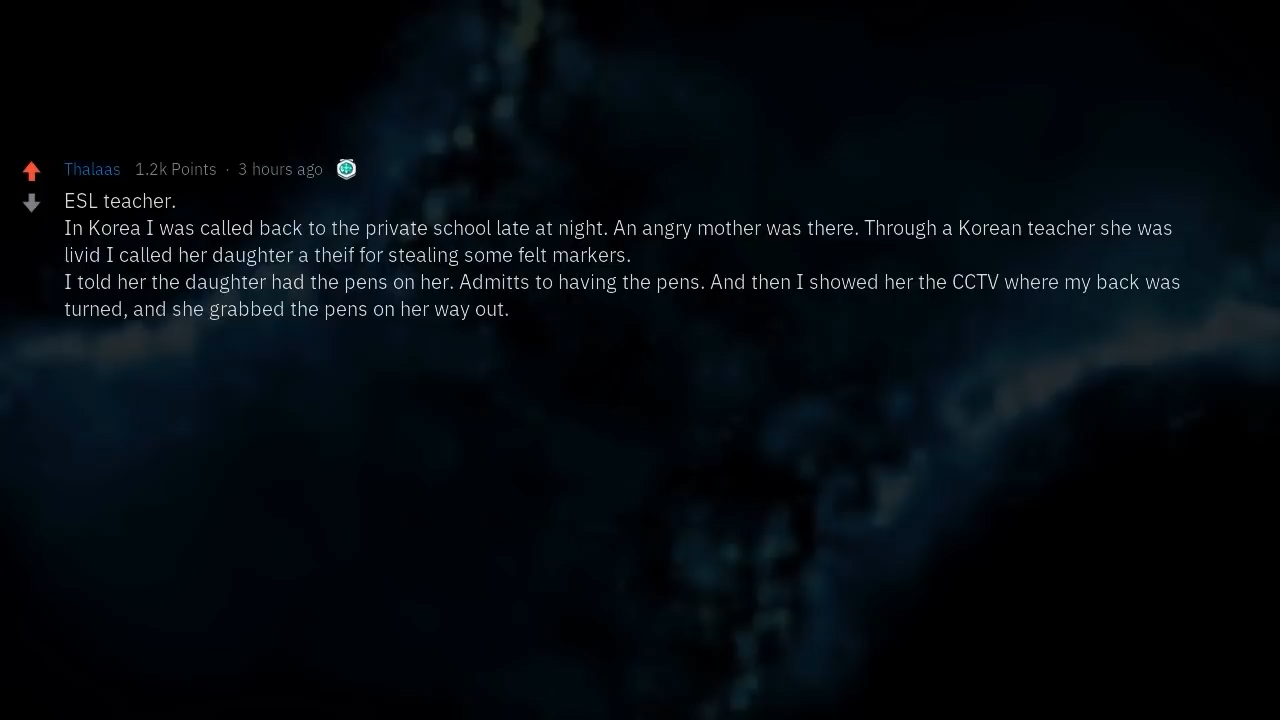 Thalaas 1.2k Points · 3 hours ago
ESL teacher.
In Korea I was called back to the private school late at night. An angry mother was there. Through a Korean teacher she was
livid I called her daughter a theif for stealing some felt markers.
I told her the daughter had the pens on her. Admitts to having the pens. And then I showed her the CCTV where my back was
turned, and she grabbed the pens on her way out.